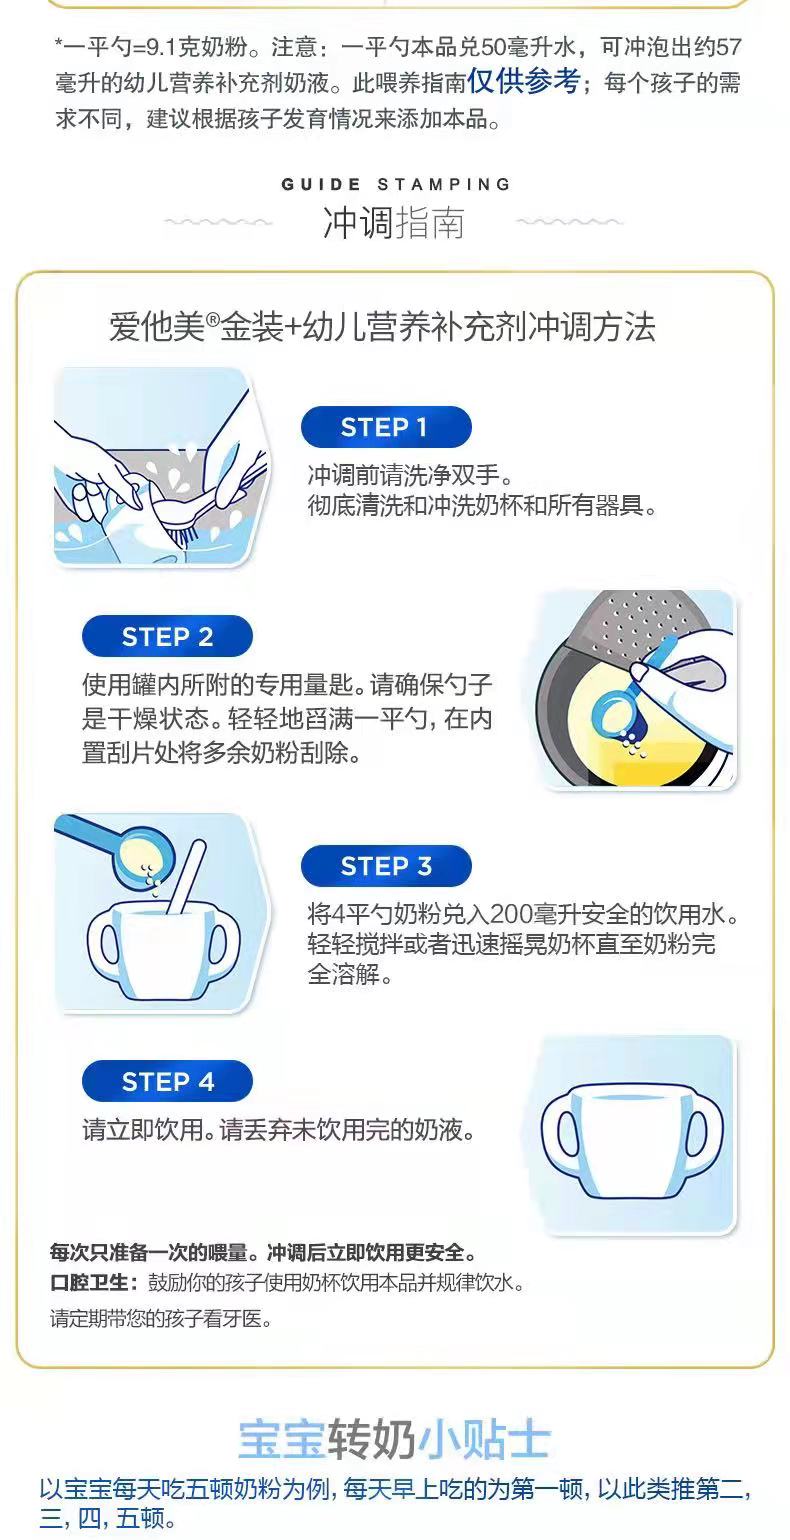 *一平勺=9.1克奶粉。注意：一平勺本品兑50毫升水，可冲泡出约57
毫升的幼儿营养补充剂奶液。此喂养指南仅供参考；每个孩子的需
求不同，建议根据孩子发育情况来添加本品。
GUIDE STAMPING
冲调指南
爱他美®金装+幼儿营养补充剂冲调方法
STEP 1
冲调前请洗净双手。
彻底清洗和冲洗奶杯和所有器具。
STEP 2
使用罐内所附的专用量匙。请确保勺子
是干燥状态。轻轻地舀满一平勺, 在内
置刮片处将多余奶粉刮除。
STEP 3
将4平勺奶粉兑入200毫升安全的饮用水。
轻轻搅拌或者迅速摇晃奶杯直至奶粉完
全溶解。
STEP 4
请立即饮用。请丢弃未饮用完的奶液。
每次只准备一次的喂量。冲调后立即饮用更安全。
口腔卫生：鼓励你的孩子使用奶杯饮用本品并规律饮水。
请定期带您的孩子看牙医。
宝宝转奶小贴士
以宝宝每天吃五顿奶粉为例, 每天早上吃的为第一顿, 以此类推第二,
三, 四, 五顿。